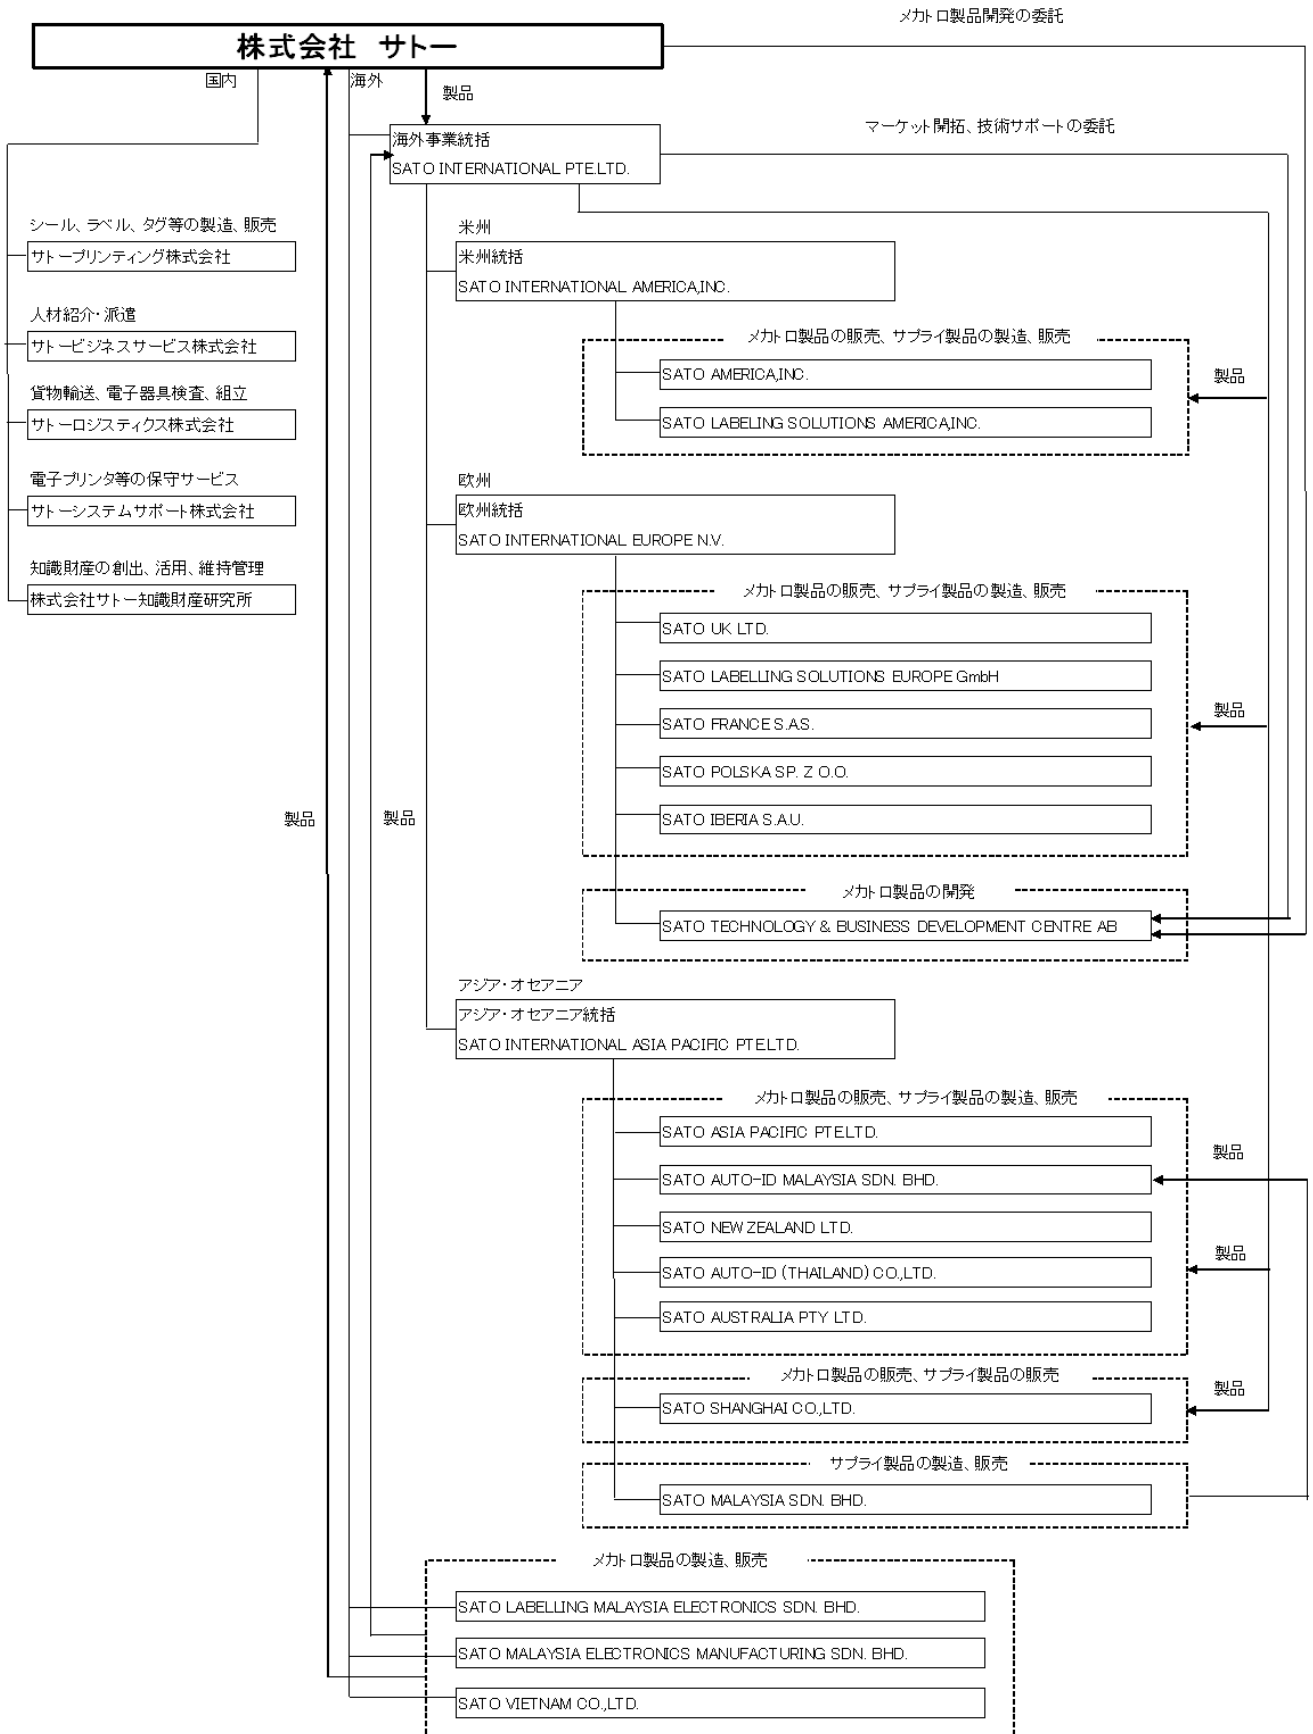 メカトロ製品開発の委託
株式会社 サトー
国内
海外
製品
マーケット開拓、技術サポートの委託
海外事業統括
SATO INTERNATIONAL PTE.LTD.
シール、ラベル、タグ等の製造、販売
サトープリンティング株式会社
人材紹介・派遣
サトービジネスサービス株式会社
貨物輸送、電子器具検査、組立
サトーロジスティクス株式会社
電子プリンタ等の保守サービス
サトーシステムサポート株式会社
知識財産の創出、活用、維持管理
株式会社サトー知識財産研究所
米州
米州統括
SATO INTERNATIONAL AMERICA,INC.
メカトロ製品の販売、サプライ製品の製造、販売
SATO AMERICA,INC.
製品
SATO LABELING SOLUTIONS AMERICA,INC.
欧州
欧州統括
SATO INTERNATIONAL EUROPE N.V.
メカトロ製品の販売、サプライ製品の製造、販売
SATO UK LTD.
SATO LABELLING SOLUTIONS EUROPE GmbH
SATO FRANCE S.A.S.
製品
SATO POLSKA SP. Z O.O.
SATO IBERIA S.A.U.
製品
製品
メカトロ製品の開発
SATO TECHNOLOGY & BUSINESS DEVELOPMENT CENTRE AB
アジア・オセアニア
アジア・オセアニア統括
SATO INTERNATIONAL ASIA PACIFIC PTE.LTD.
メカトロ製品の販売、サプライ製品の製造、販売
SATO ASIA PACIFIC PTE.LTD.
製品
SATO AUTO-ID MALAYSIA SDN. BHD.
SATO NEW ZEALAND LTD.
製品
SATO AUTO-ID (THAILAND) CO.,LTD.
SATO AUSTRALIA PTY LTD.
メカトロ製品の販売、サプライ製品の販売
製品
SATO SHANGHAI CO.,LTD.
サプライ製品の製造、販売
SATO MALAYSIA SDN. BHD.
メカトロ製品の製造、販売
SATO LABELLING MALAYSIA ELECTRONICS SDN. BHD.
SATO MALAYSIA ELECTRONICS MANUFACTURING SDN. BHD.
SATO VIETNAM CO.,LTD.